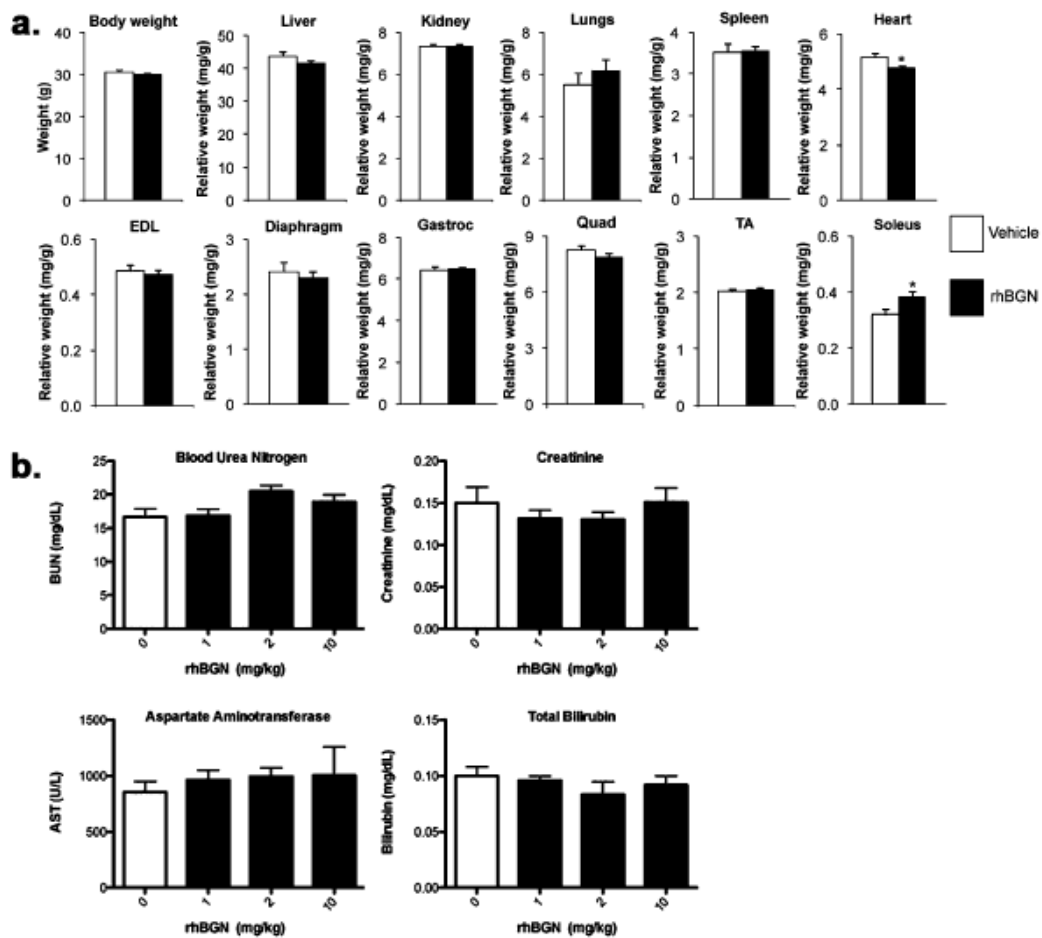 a.
Body weight
Liver
Kidney
Lungs
Spleen
Heart
Weight (g)
40
30
20
10
0
Relative weight (mg/g)
50
40
30
20
10
0
Relative weight (mg/g)
8
6
4
2
0
Relative weight (mg/g)
8
6
4
2
0
Relative weight (mg/g)
4
3
2
1
0
Relative weight (mg/g)
6
4
2
0
*
EDL
Diaphragm
Gastroc
Quad
TA
Soleus
Relative weight (mg/g)
0.6
0.4
0.2
0.0
Relative weight (mg/g)
3
2
1
0
Relative weight (mg/g)
8
6
4
2
0
Relative weight (mg/g)
9
6
3
0
Relative weight (mg/g)
3
2
1
0
Relative weight (mg/g)
0.6
0.4
0.2
0.0
*
Vehicle
rhBGN
b.
Blood Urea Nitrogen
BUN (mg/dL)
25
20
15
10
5
0
0 1 2 10
rhBGN (mg/kg)
Creatinine
Creatinine (mg/dL)
0.20
0.15
0.10
0.05
0.00
0 1 2 10
rhBGN (mg/kg)
Aspartate Aminotransferase
AST (U/L)
1500
1000
500
0
0 1 2 10
rhBGN (mg/kg)
Total Bilirubin
Bilirubin (mg/dL)
0.15
0.10
0.05
0.00
0 1 2 10
rhBGN (mg/kg)